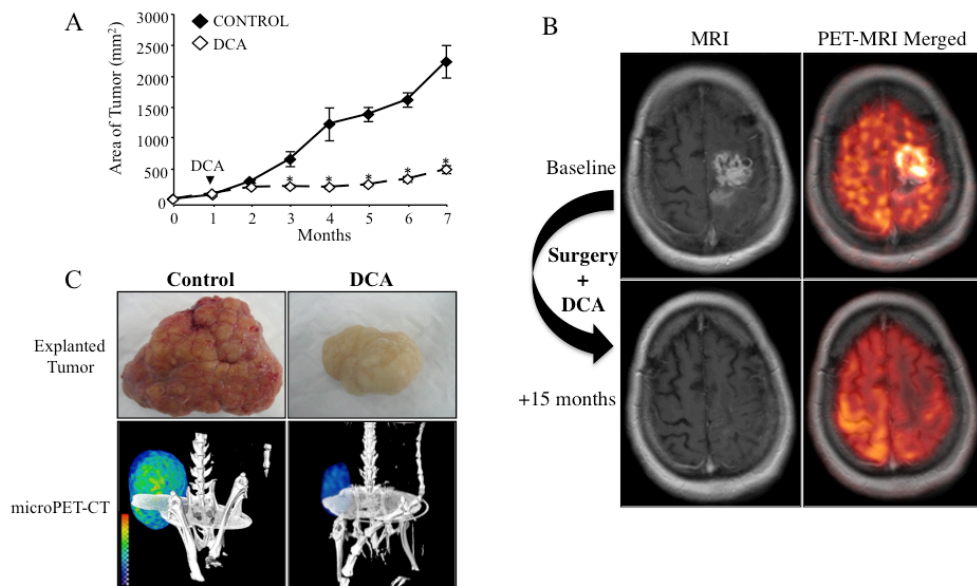 A
CONTROL
DCA
Area of Tumor (mm²)
3000
2500
2000
1500
1000
500
0
DCA
* * * * *
0 1 2 3 4 5 6 7
Months
B
MRI PET-MRI Merged
Baseline
Surgery
+
DCA
+15 months
C
Control DCA
Explanted
Tumor
microPET-CT